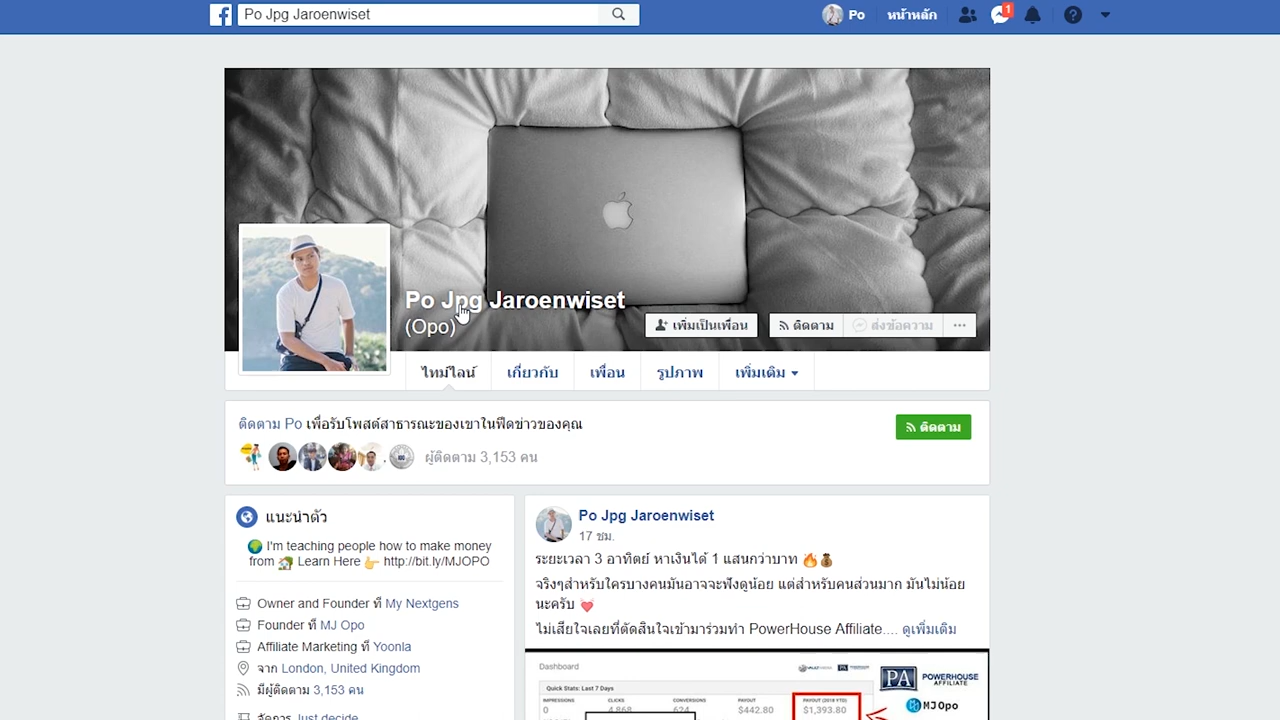 Po Jpg Jaroenwiset
Po หน้าหลัก 1
Po Jpg Jaroenwiset
(Opo)
เพิ่มเป็นเพื่อน ติดตาม ส่งข้อความ
ไทม์ไลน์ เกี่ยวกับ เพื่อน รูปภาพ เพิ่มเติม
ติดตาม Po เพื่อรับโพสต์สาธารณะของเขาในฟีดข่าวของคุณ
ติดตาม
ผู้ติดตาม 3,153 คน
แนะนำตัว
I'm teaching people how to make money
from Learn Here http://bit.ly/MJOPO
Owner and Founder ที่ My Nextgens
Founder ที่ MJ Opo
Affiliate Marketing ที่ Yoonla
จาก London, United Kingdom
มีผู้ติดตาม 3,153 คน
จัดการ Just decide
Po Jpg Jaroenwiset
17 ชม.
ระยะเวลา 3 อาทิตย์ หาเงินได้ 1 แสนกว่าบาท
จริงๆสำหรับใครบางคนมันอาจจะฟังดูน้อย แต่สำหรับคนส่วนมาก มันไม่น้อย
นะครับ
ไม่เสียใจเลยที่ตัดสินใจเข้ามาร่วมทำ PowerHouse Affiliate.... ดูเพิ่มเติม
Dashboard
PA POWERHOUSE
AFFILIATE
Quick Stats: Last 7 Days
IMPRESSIONS CLICKS CONVERSIONS PAYOUT PAYOUT (2018 YTD)
0 4,868 624 $442.80 $1,393.80
MJ Opo